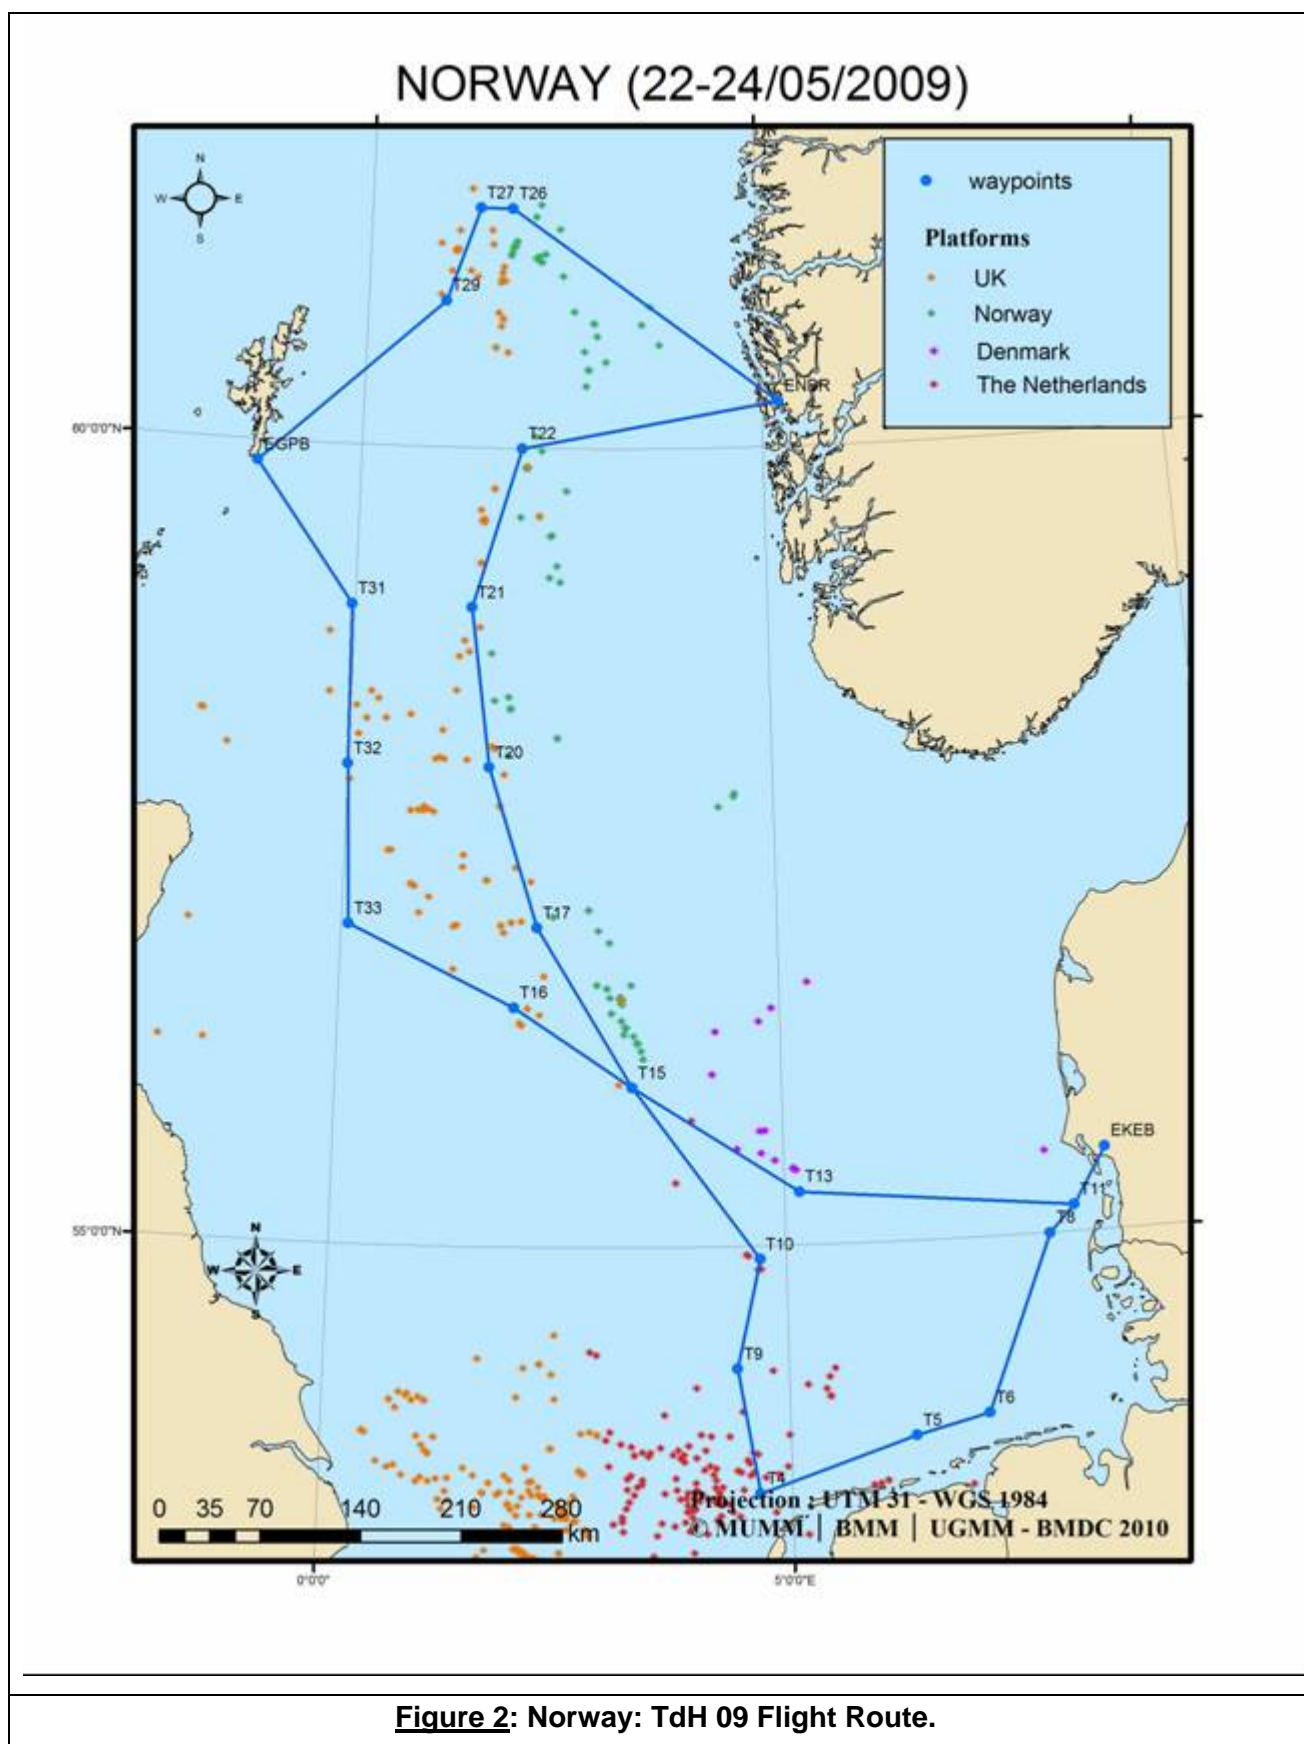 NORWAY (22-24/05/2009)
N
W E
S
waypoints
Platforms
UK
Norway
Denmark
The Netherlands
T27 T26
T29
ENBR
60°0'0"N
EGPB
T22
T31
T21
T32
T20
T33
T17
T16
T15
EKEB
T13
T11
T8
55°0'0"N
N
W E
S
T10
T9
T6
T5
T4
0 35 70 140 210 280
km
Projection : UTM 31 - WGS 1984
© MUMM | BMM | UGMM - BMDC 2010
0°0'0"
5°0'0"E
Figure 2: Norway: TdH 09 Flight Route.